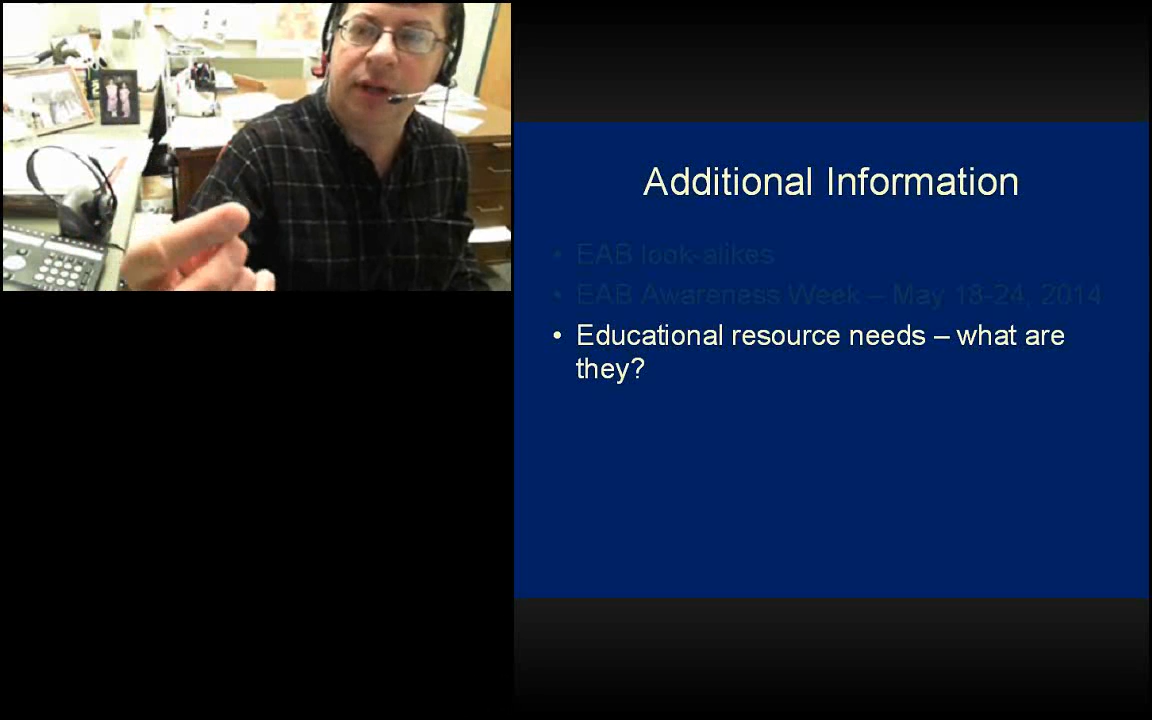 Additional Information
• EAB look-alikes
• EAB Awareness Week – May 18-24, 2014
• Educational resource needs – what are
they?